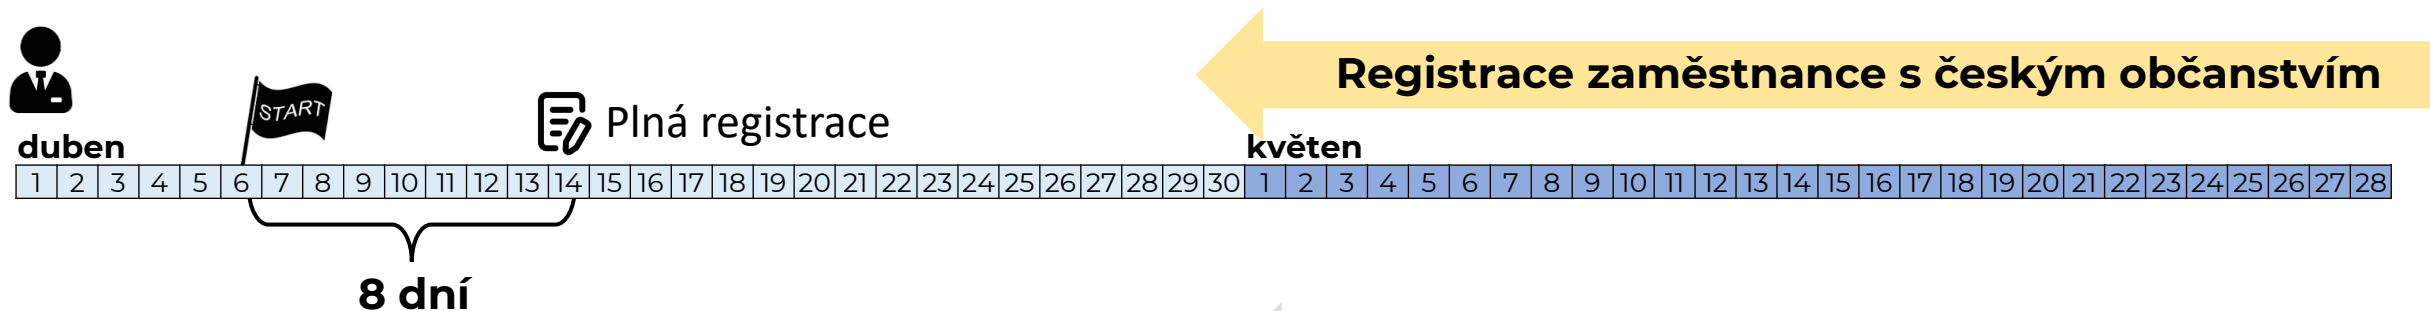 Registrace zaměstnance s českým občanstvím
START
Plná registrace
duben
květen
1 2 3 4 5 6 7 8 9 10 11 12 13 14 15 16 17 18 19 20 21 22 23 24 25 26 27 28 29 30 1 2 3 4 5 6 7 8 9 10 11 12 13 14 15 16 17 18 19 20 21 22 23 24 25 26 27 28
8 dní